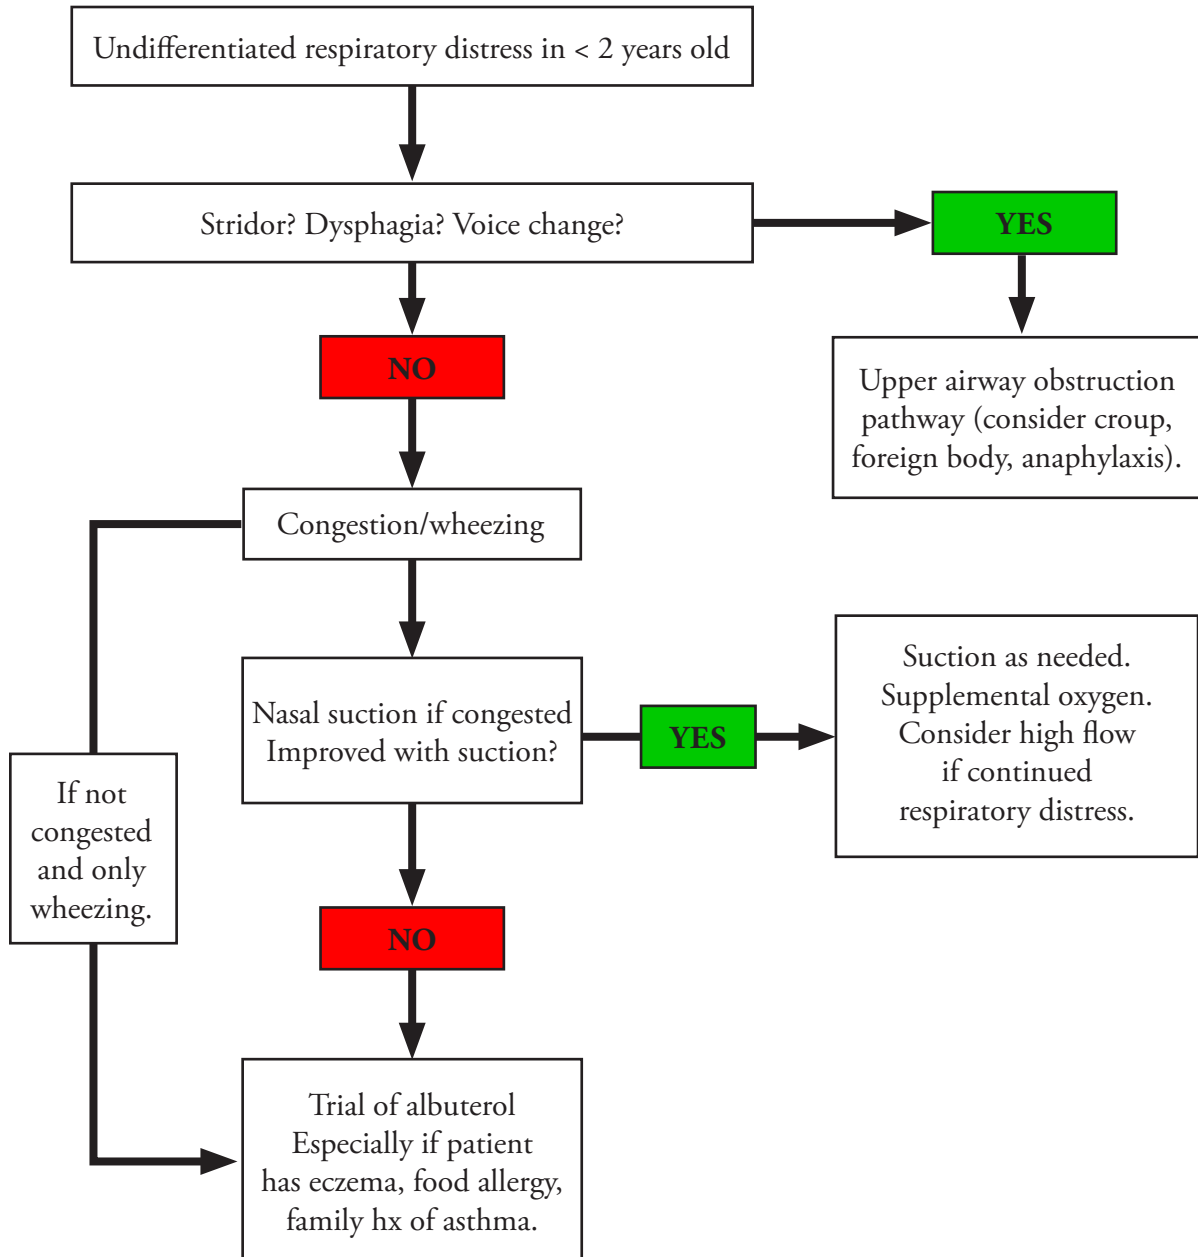 Undifferentiated respiratory distress in < 2 years old
Stridor? Dysphagia? Voice change?
YES
NO
Upper airway obstruction
pathway (consider croup,
foreign body, anaphylaxis).
Congestion/wheezing
Nasal suction if congested
Improved with suction?
YES
Suction as needed.
Supplemental oxygen.
Consider high flow
if continued
respiratory distress.
If not
congested
and only
wheezing.
NO
Trial of albuterol
Especially if patient
has eczema, food allergy,
family hx of asthma.